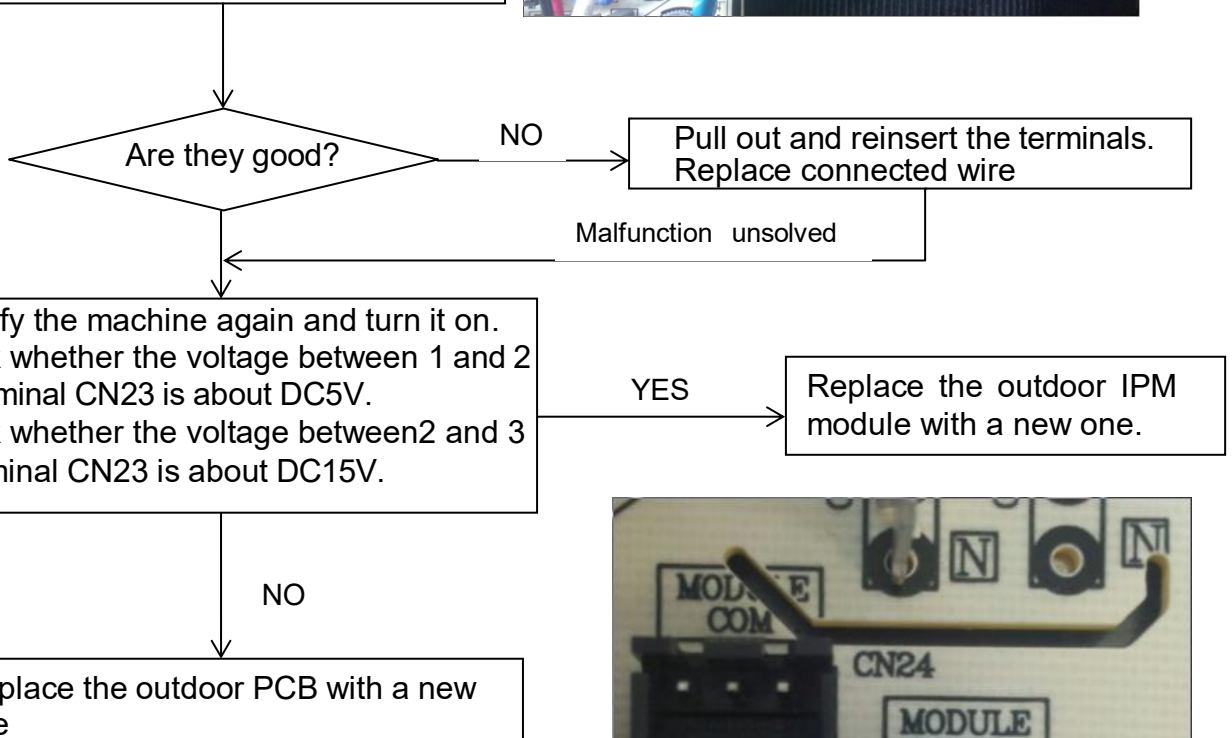 Are they good?
NO
Pull out and reinsert the terminals.
Replace connected wire
Malfunction unsolved
fy the machine again and turn it on.
whether the voltage between 1 and 2
minal CN23 is about DC5V.
whether the voltage between2 and 3
minal CN23 is about DC15V.
YES
Replace the outdoor IPM
module with a new one.
NO
place the outdoor PCB with a new
e
N
N
MODULE
COM
CN24
MODULE